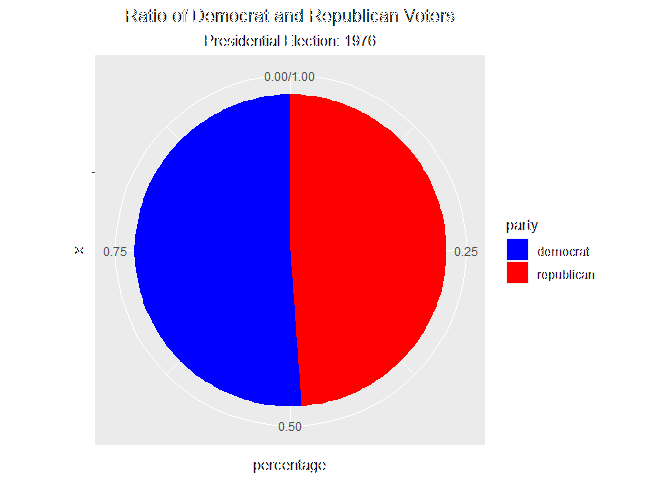 Ratio of Democrat and Republican Voters
Presidential Election: 1976
0.00/1.00
x
0.75
0.25
0.50
percentage
party
democrat
republican